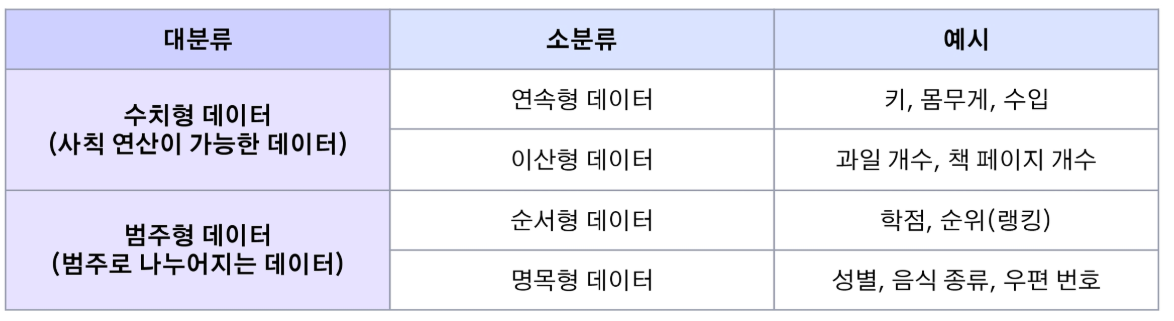 대분류 소분류 예시
수치형 데이터
(사칙 연산이 가능한 데이터)
연속형 데이터 키, 몸무게, 수입
이산형 데이터 과일 개수, 책 페이지 개수
범주형 데이터
(범주로 나누어지는 데이터)
순서형 데이터 학점, 순위(랭킹)
명목형 데이터 성별, 음식 종류, 우편 번호